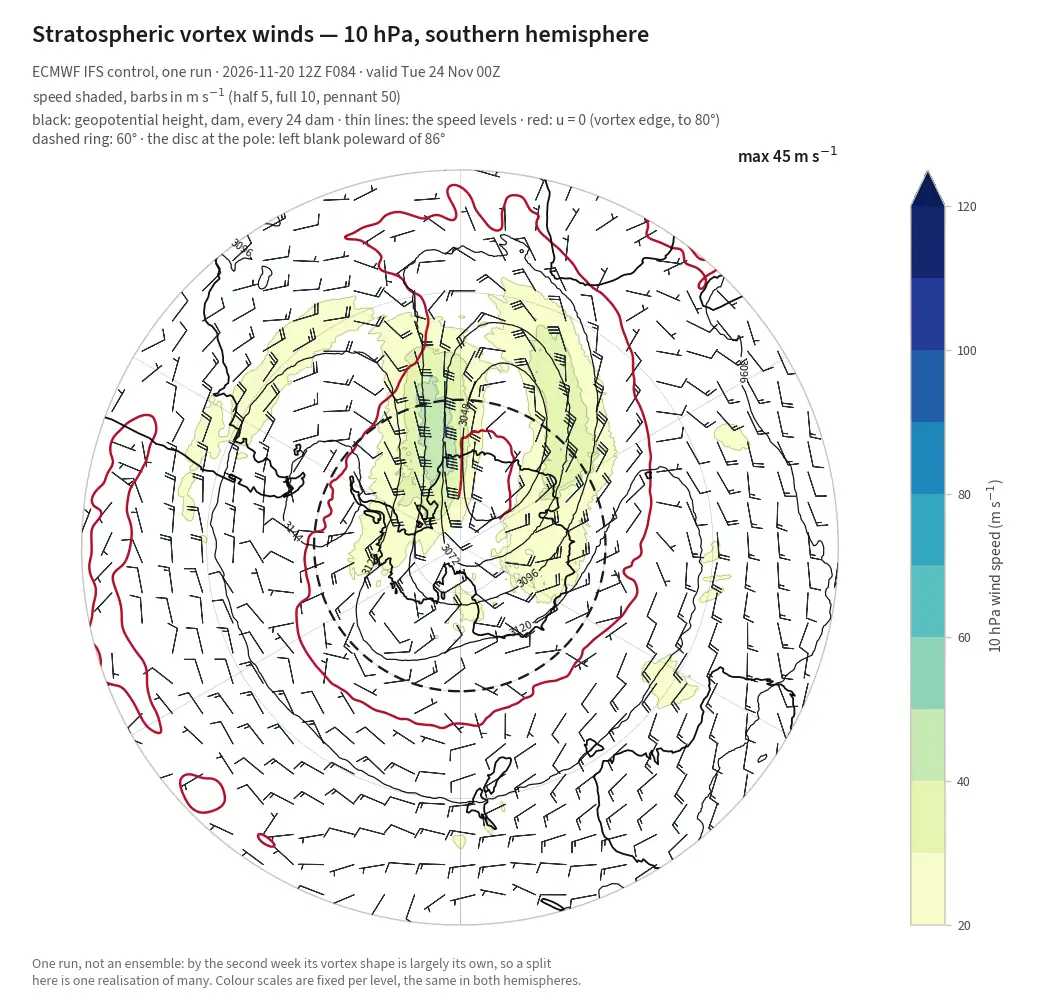 Stratospheric vortex winds — 10 hPa, southern hemisphere
ECMWF IFS control, one run · 2026-11-20 12Z F084 · valid Tue 24 Nov 00Z
speed shaded, barbs in m s⁻¹ (half 5, full 10, pennant 50)
black: geopotential height, dam, every 24 dam · thin lines: the speed levels · red: u = 0 (vortex edge, to 80°)
dashed ring: 60° · the disc at the pole: left blank poleward of 86°
max 45 m s⁻¹
120
100
80
60
40
20
10 hPa wind speed (m s⁻¹)
3096
3096
3048
3144
3072
3096
3120
One run, not an ensemble: by the second week its vortex shape is largely its own, so a split
here is one realisation of many. Colour scales are fixed per level, the same in both hemispheres.